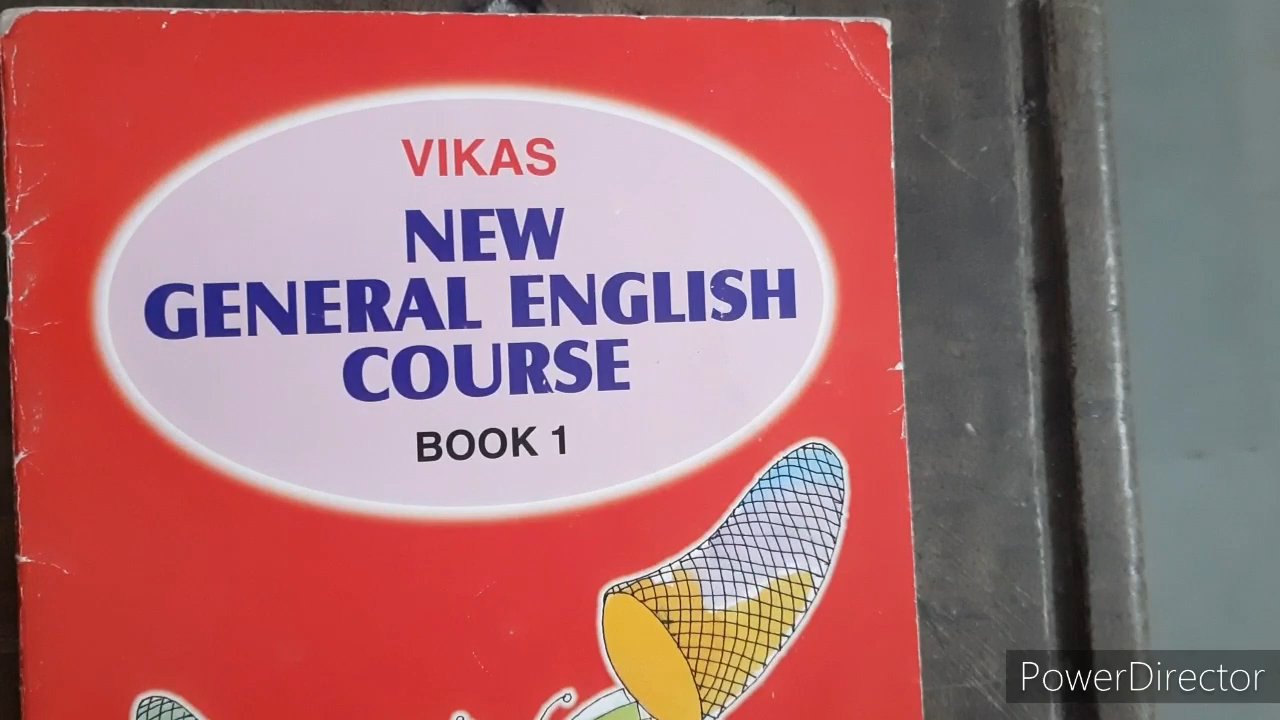 VIKAS
NEW
GENERAL ENGLISH
COURSE
BOOK 1
PowerDirector